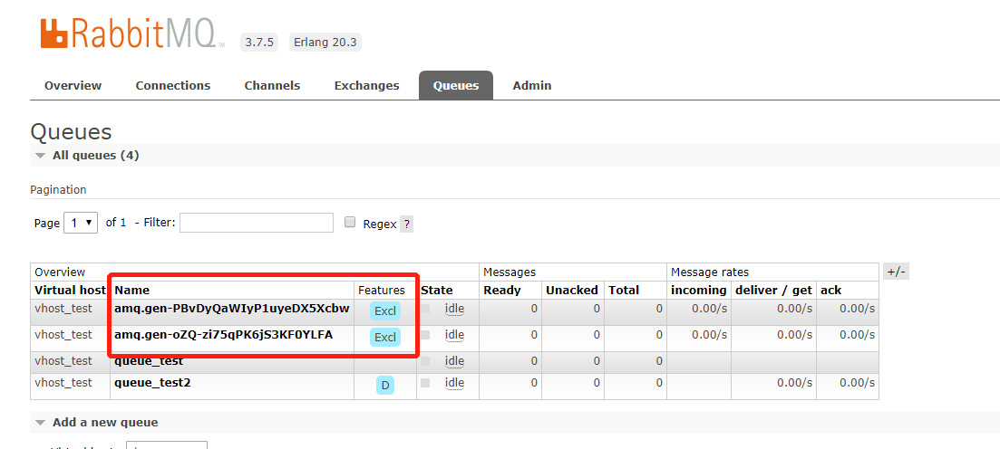 RabbitMQ TM 3.7.5 Erlang 20.3
Overview Connections Channels Exchanges Queues Admin
Queues
All queues (4)
Pagination
Page 1 of 1 - Filter: Regex ?
Overview Messages Message rates +/-
Virtual host Name Features State Ready Unacked Total incoming deliver / get ack
vhost_test amq.gen-PBvDyQaWIyP1uyeDX5Xcbw Excl idle 0 0 0 0.00/s 0.00/s 0.00/s
vhost_test amq.gen-oZQ-zi75qPK6jS3KF0YLFA Excl idle 0 0 0 0.00/s 0.00/s 0.00/s
vhost_test queue_test idle 0 0 0
vhost_test queue_test2 D idle 0 0 0 0.00/s 0.00/s
Add a new queue